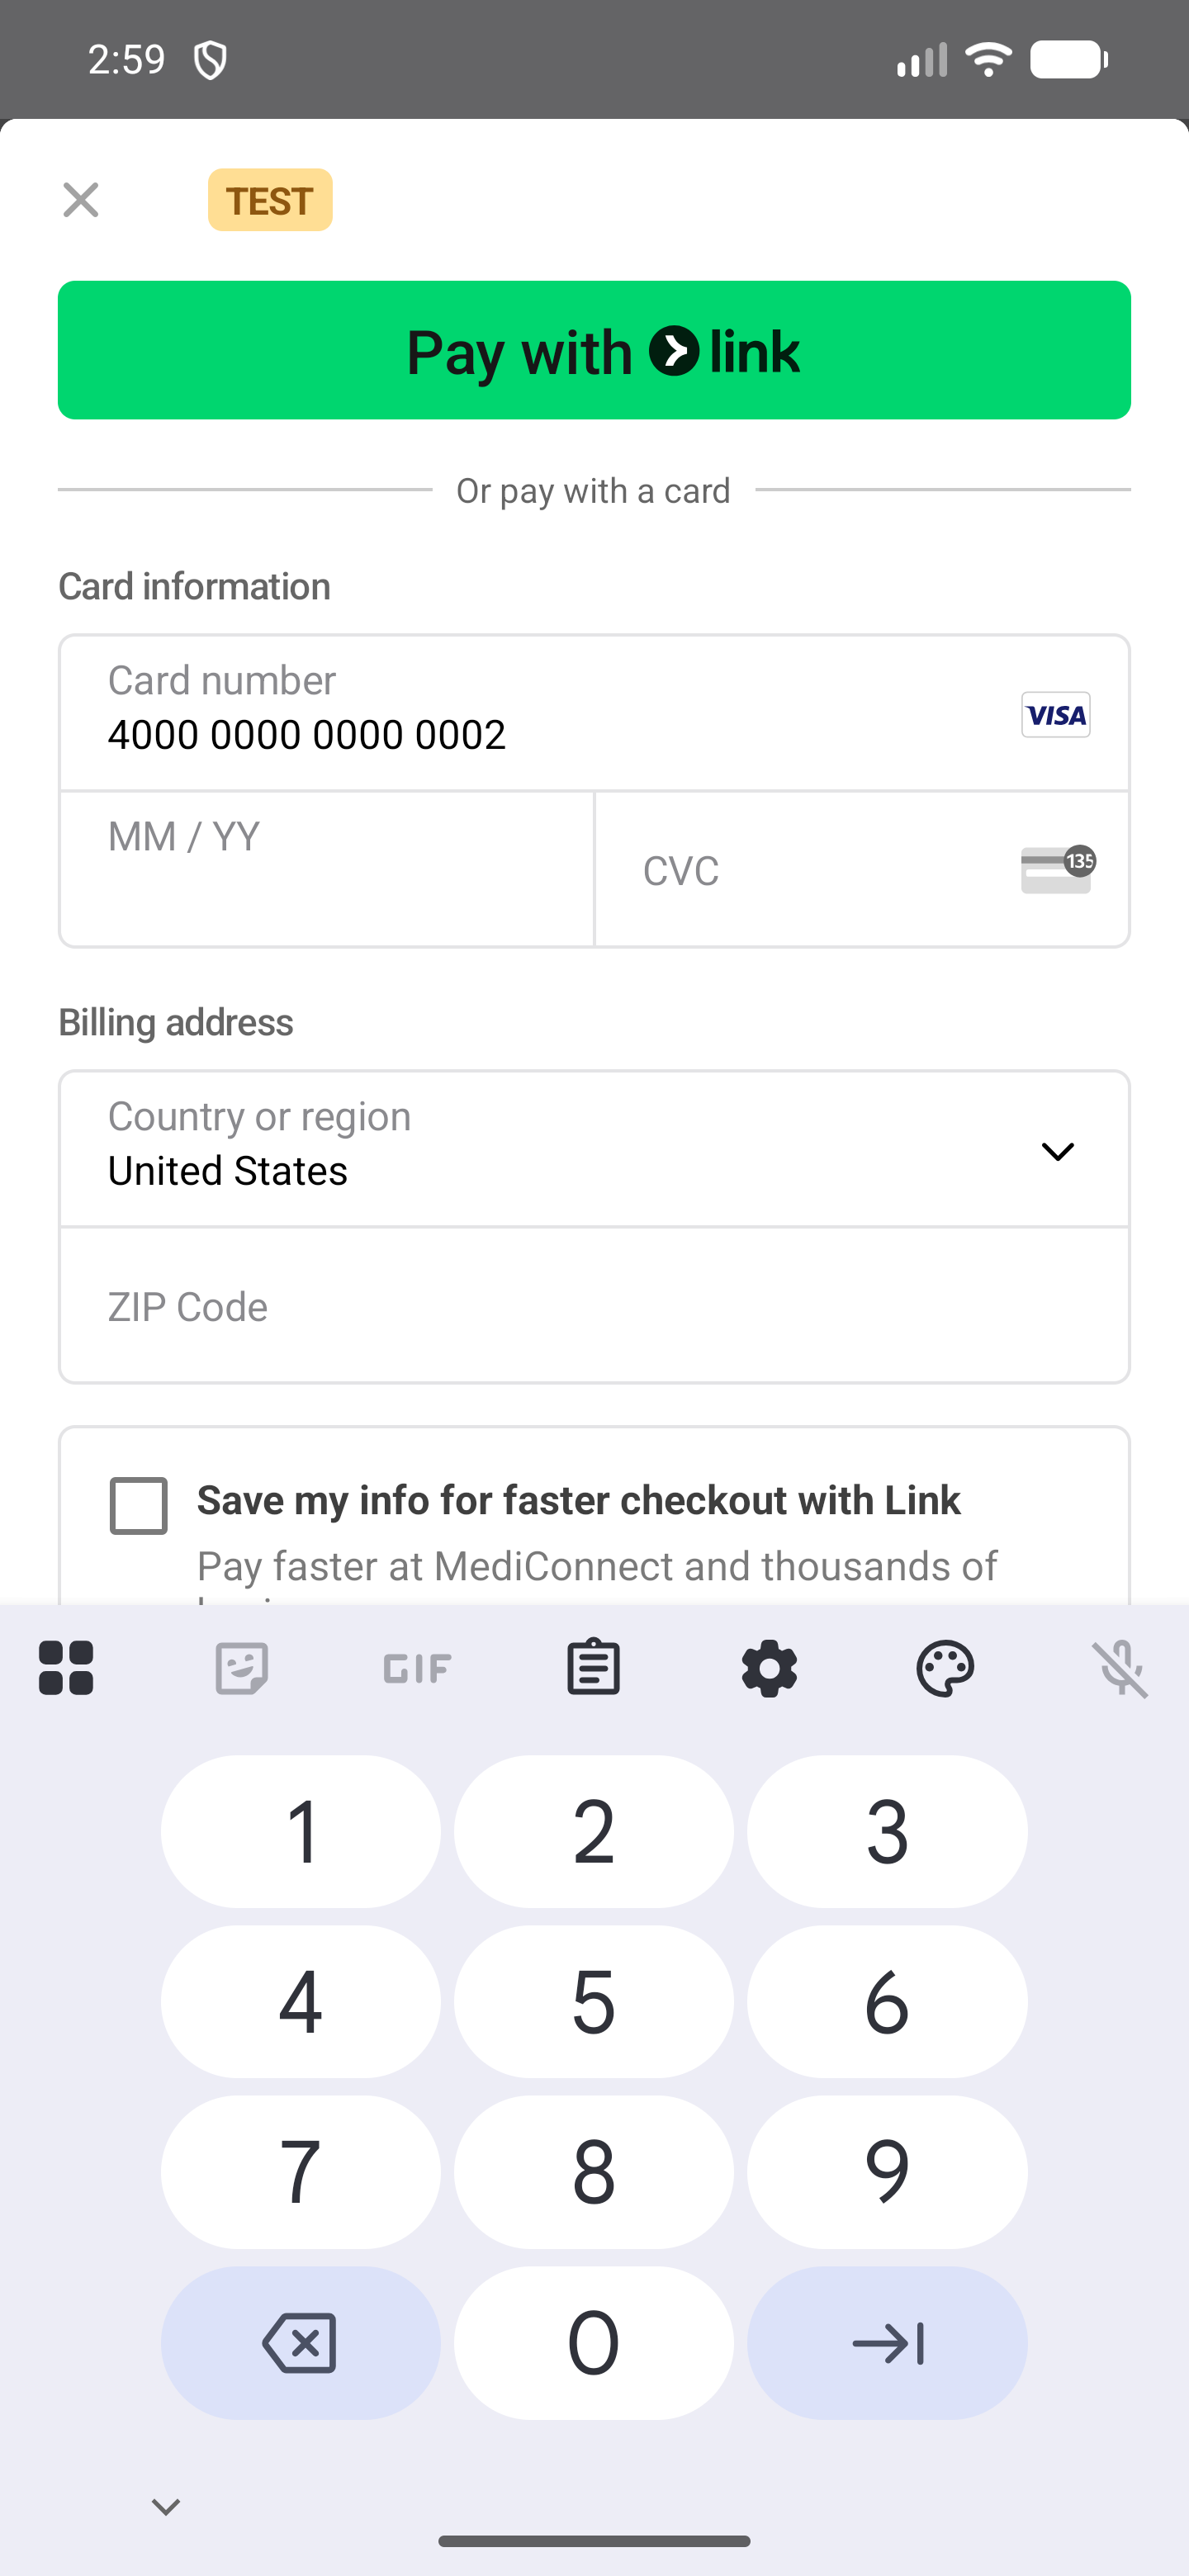 2:59
TEST
Pay with link
Or pay with a card
Card information
Card number
4000 0000 0000 0002
VISA
MM / YY
CVC
135
Billing address
Country or region
United States
ZIP Code
Save my info for faster checkout with Link
Pay faster at MediConnect and thousands of
GIF
1 2 3
4 5 6
7 8 9
0